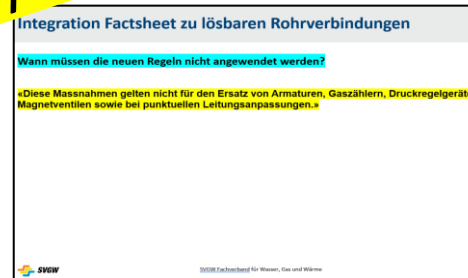 Integration Factsheet zu lösbaren Rohrverbindungen
Wann müssen die neuen Regeln nicht angewendet werden?
«Diese Massnahmen gelten nicht für den Ersatz von Armaturen, Gaszählern, Druckregelgeräte
Magnetventilen sowie bei punktuellen Leitungsanpassungen.»
SVGW
SVGW Fachverband für Wasser, Gas und Wärme